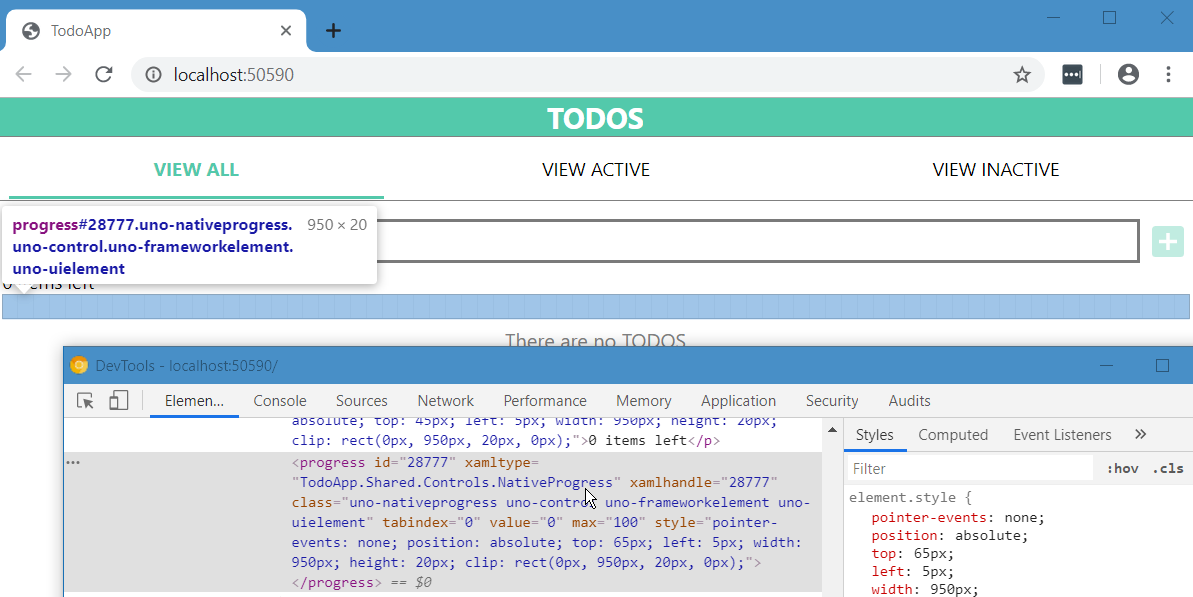 TodoApp
localhost:50590
TODOS
VIEW ALL
VIEW ACTIVE
VIEW INACTIVE
progress#28777.uno-nativeprogress.
950 × 20
uno-control.uno-frameworkelement.
uno-uielement
0 items left
There are no TODOS
DevTools - localhost:50590/
Elemen...
Console
Sources
Network
Performance
Memory
Application
Security
Audits
absolute; top: 45px; left: 5px; width: 950px; height: 20px;
clip: rect(0px, 950px, 20px, 0px);">0 items left</p>
<progress id="28777" xamltype=
"TodoApp.Shared.Controls.NativeProgress" xamlhandle="28777"
class="uno-nativeprogress uno-control uno-frameworkelement uno-
uielement" tabindex="0" value="0" max="100" style="pointer-
events: none; position: absolute; top: 65px; left: 5px; width:
950px; height: 20px; clip: rect(0px, 950px, 20px, 0px);">
</progress> == $0
Styles
Computed
Event Listeners
Filter
:hov .cls
element.style {
pointer-events: none;
position: absolute;
top: 65px;
left: 5px;
width: 950px;